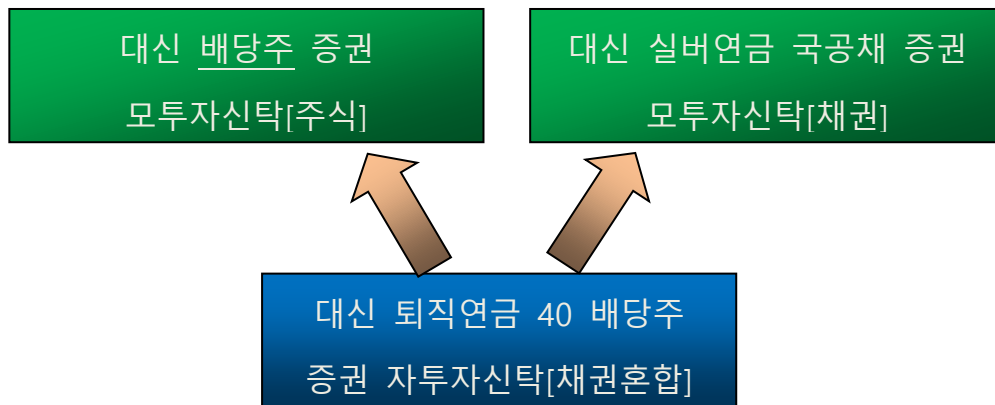 대신 배당주 증권
모투자신탁[주식]
대신 실버연금 국공채 증권
모투자신탁[채권]
대신 퇴직연금 40 배당주
증권 자투자신탁[채권혼합]